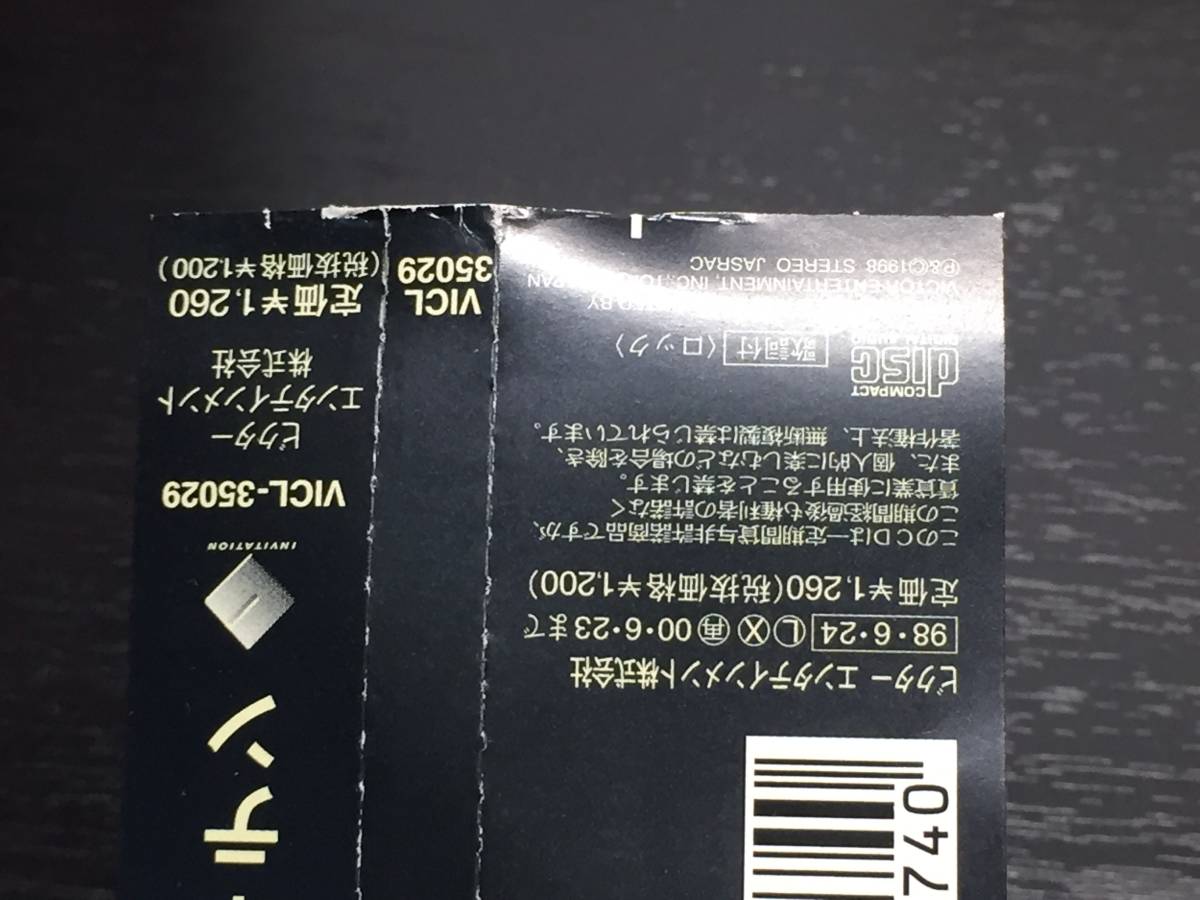 ビクター エンタテインメント株式会社
98・6・24 Ⓛ Ⓧ ㊢ 00・6・23まで
定価¥1,260(税抜価格¥1,200)
このCDは一定期間貸与非許諾商品ですが、
この期間経過後も権利者の許諾なく
賃貸業に使用することを禁じます。
また、個人的に楽しむなどの場合を除き、
著作権法上、無断複製は禁じられています。
COMPACT
disc
DIGITAL AUDIO
歌詞付 〈ロック〉
BY
VICTOR ENTERTAINMENT, INC.,
Ⓟ&©1998 STEREO JASRAC
740
VICL
35029
ン
INVITATION
VICL-35029
ビクター
エンタテインメント
株式会社
定価¥1,260
(税抜価格¥1,200)